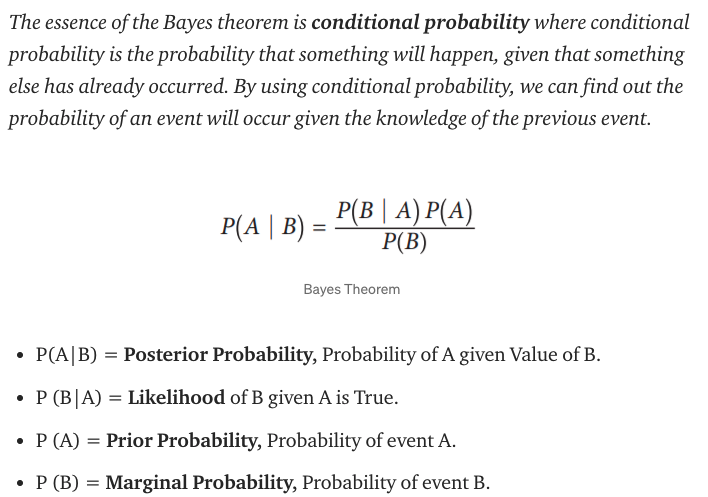 The essence of the Bayes theorem is conditional probability where conditional
probability is the probability that something will happen, given that something
else has already occurred. By using conditional probability, we can find out the
probability of an event will occur given the knowledge of the previous event.
P(A | B) = P(B | A) P(A) / P(B)
Bayes Theorem
• P(A|B) = Posterior Probability, Probability of A given Value of B.
• P (B|A) = Likelihood of B given A is True.
• P (A) = Prior Probability, Probability of event A.
• P (B) = Marginal Probability, Probability of event B.